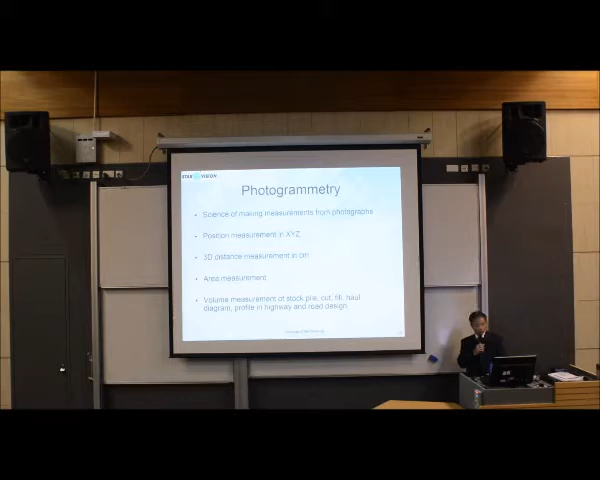 STAR VISION
Photogrammetry
• Science of making measurements from photographs
• Position measurement in XYZ
• 3D distance measurement in
• Area measurement
• Volume measurement of stock pile, cut, fill, haul
diagram, profile in highway and road design.